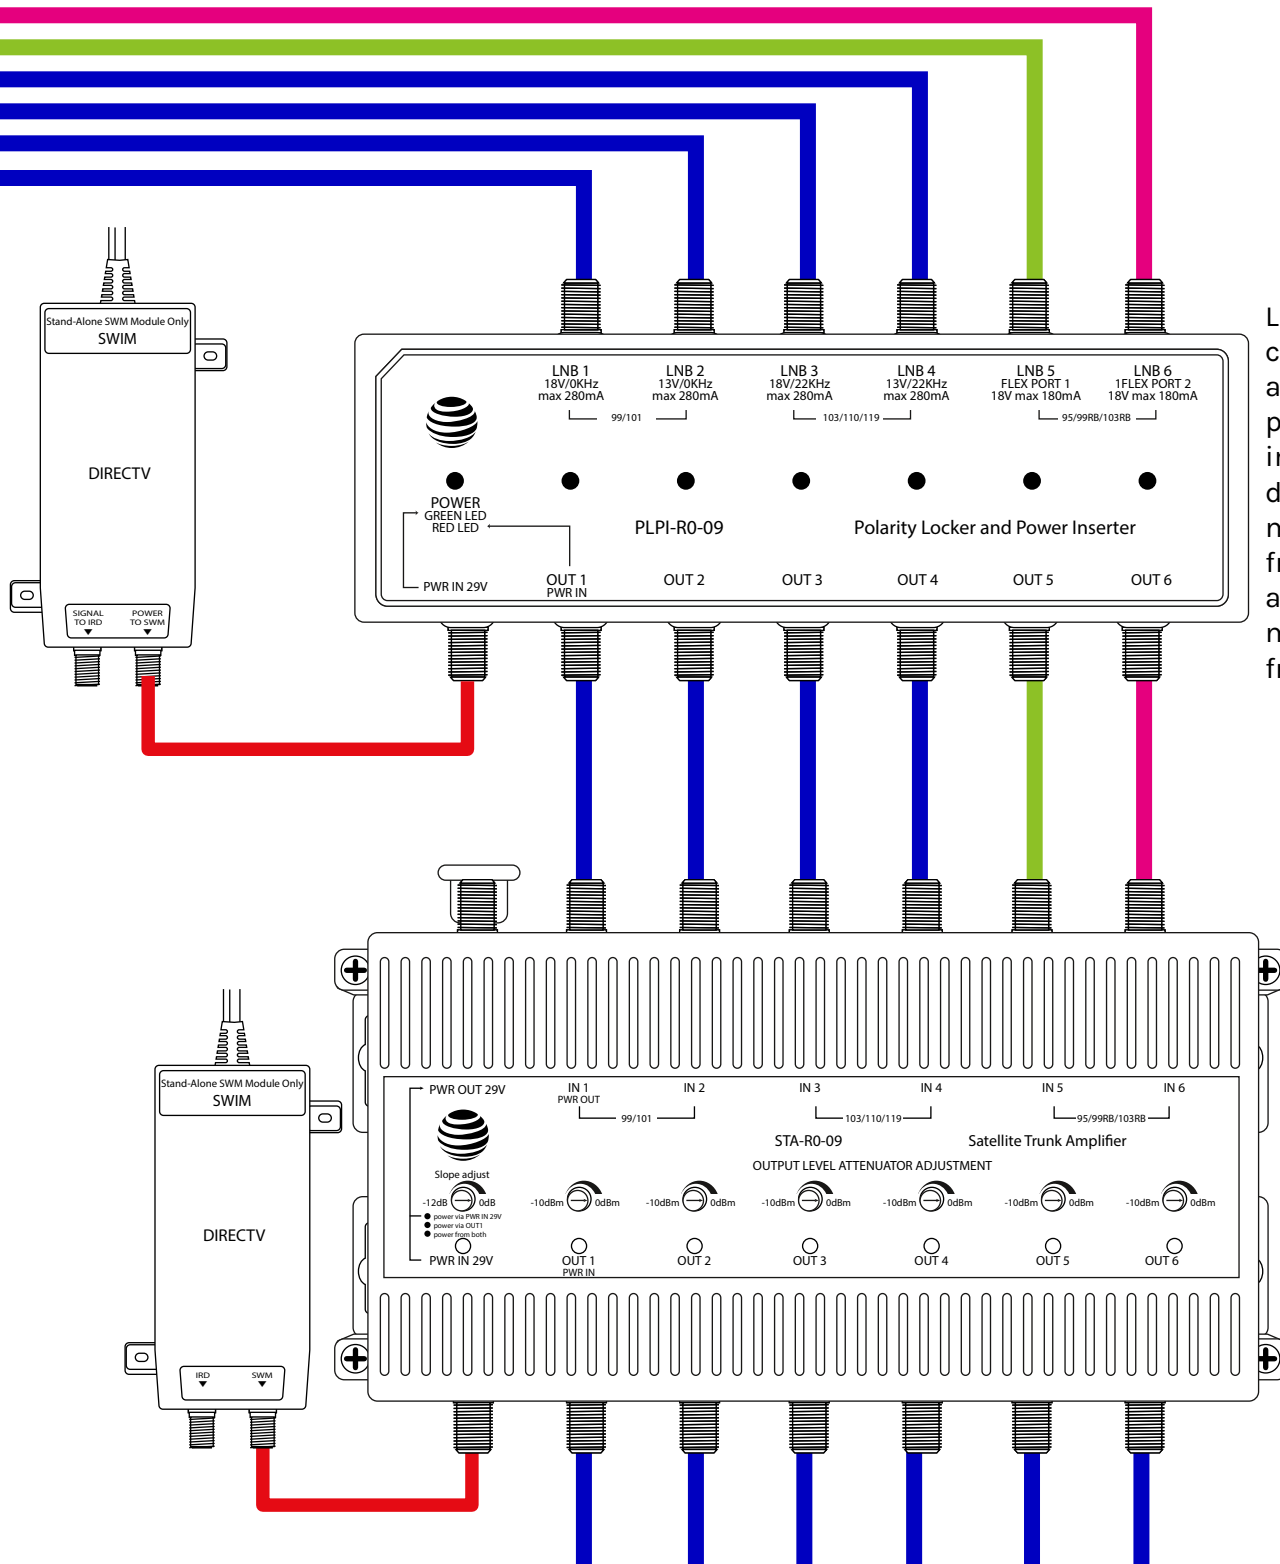 Stand-Alone SWM Module Only
SWIM
DIRECTV
SIGNAL TO IRD
POWER TO SWM
LNB 1
18V/0KHz
max 280mA
LNB 2
13V/0KHz
max 280mA
LNB 3
18V/22KHz
max 280mA
LNB 4
13V/22KHz
max 280mA
LNB 5
FLEX PORT 1
18V max 180mA
LNB 6
1FLEX PORT 2
18V max 180mA
99/101
103/110/119
95/99RB/103RB
POWER
GREEN LED
RED LED
PLPI-R0-09
Polarity Locker and Power Inserter
PWR IN 29V
OUT 1
PWR IN
OUT 2
OUT 3
OUT 4
OUT 5
OUT 6
Stand-Alone SWM Module Only
SWIM
DIRECTV
IRD
SWM
PWR OUT 29V
IN 1
PWR OUT
IN 2
IN 3
IN 4
IN 5
IN 6
99/101
103/110/119
95/99RB/103RB
STA-R0-09
Satellite Trunk Amplifier
OUTPUT LEVEL ATTENUATOR ADJUSTMENT
Slope adjust
-12dB 0dB
-10dBm 0dBm
-10dBm 0dBm
-10dBm 0dBm
-10dBm 0dBm
-10dBm 0dBm
-10dBm 0dBm
power via PWR IN 29V
power via OUT1
power from both
PWR IN 29V
OUT 1
PWR IN
OUT 2
OUT 3
OUT 4
OUT 5
OUT 6